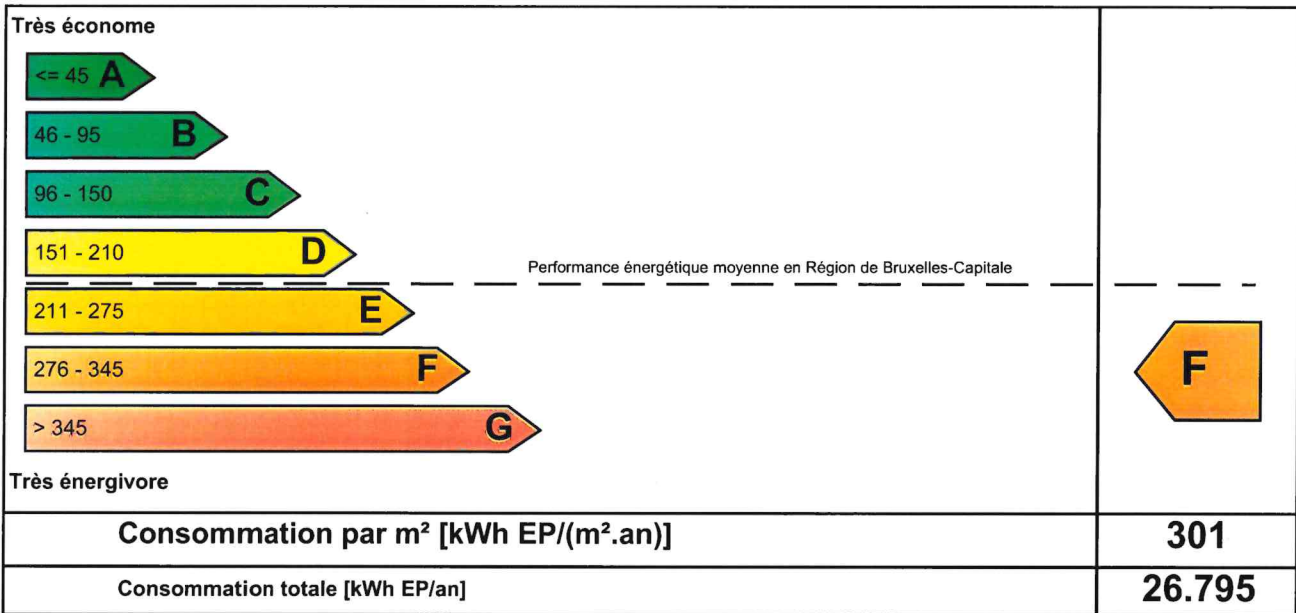 Très économe
<= 45 A
46 - 95 B
96 - 150 C
151 - 210 D
Performance énergétique moyenne en Région de Bruxelles-Capitale
211 - 275 E
276 - 345 F
F
> 345 G
Très énergivore
Consommation par m² [kWh EP/(m².an)] 301
Consommation totale [kWh EP/an] 26.795